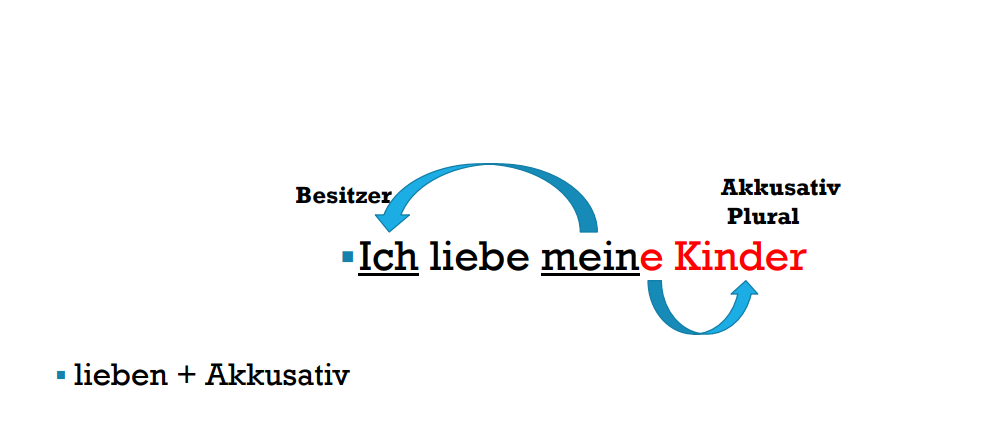 Besitzer
Akkusativ
Plural
Ich liebe meine Kinder
lieben + Akkusativ